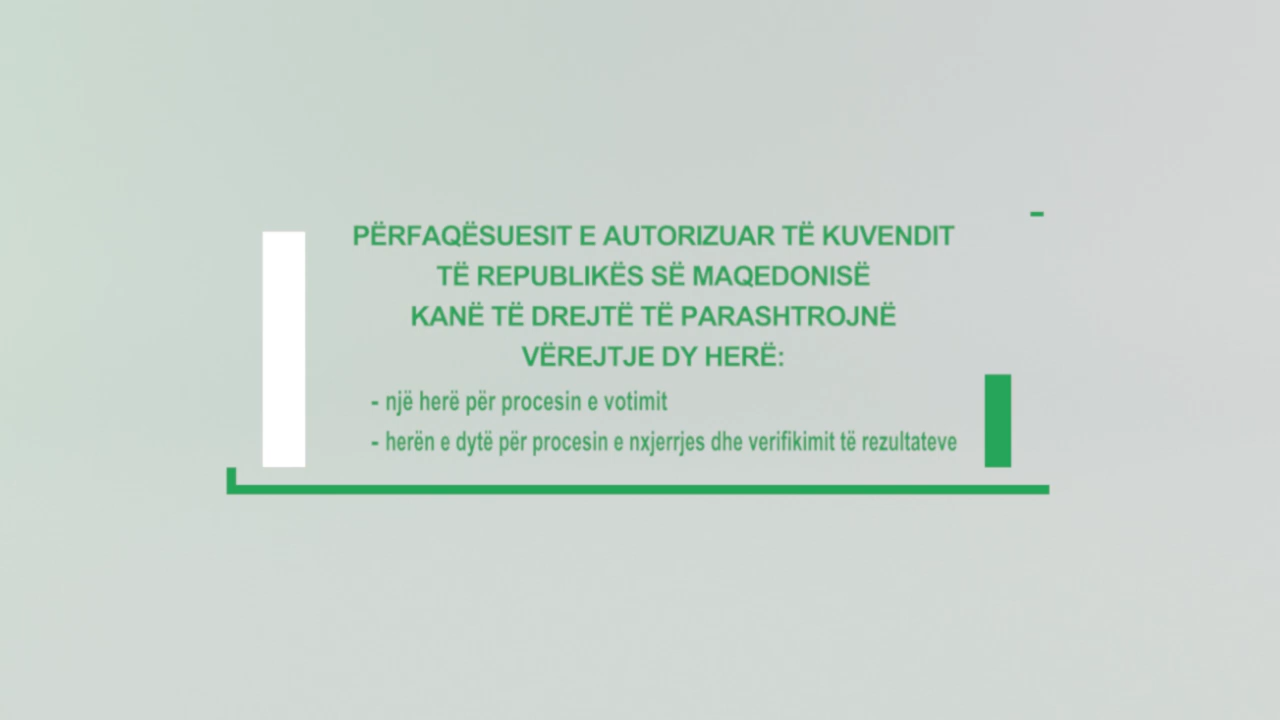 PËRFAQËSUESIT E AUTORIZUAR TË KUVENDIT
TË REPUBLIKËS SË MAQEDONISË
KANË TË DREJTË TË PARASHTROJNË
VËREJTJE DY HERË:
- një herë për procesin e votimit
- herën e dytë për procesin e nxjerrjes dhe verifikimit të rezultateve